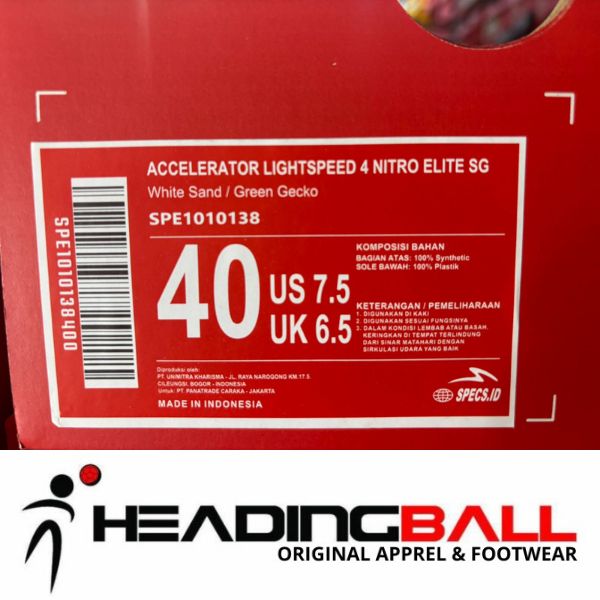 ACCELERATOR LIGHTSPEED 4 NITRO ELITE SG
White Sand / Green Gecko
SPE1010138
SPE1010138400
40
US 7.5
UK 6.5
KOMPOSISI BAHAN
BAGIAN ATAS: 100% Synthetic
SOLE BAWAH: 100% Plastik
KETERANGAN / PEMELIHARAAN
1. DIGUNAKAN DI KAKI
2. DIGUNAKAN SESUAI FUNGSINYA
3. DALAM KONDISI LEMBAB ATAU BASAH.
KERINGKAN DI TEMPAT TERLINDUNG
DARI SINAR MATAHARI DENGAN
SIRKULASI UDARA YANG BAIK
Diproduksi oleh:
PT. UNIMITRA KHARISMA - JL. RAYA NAROGONG KM.17.5.
CILEUNGSI, BOGOR - INDONESIA
Untuk: PT. PANATRADE CARAKA - JAKARTA
MADE IN INDONESIA
SPECS.ID
HEADINGBALL
ORIGINAL APPREL & FOOTWEAR